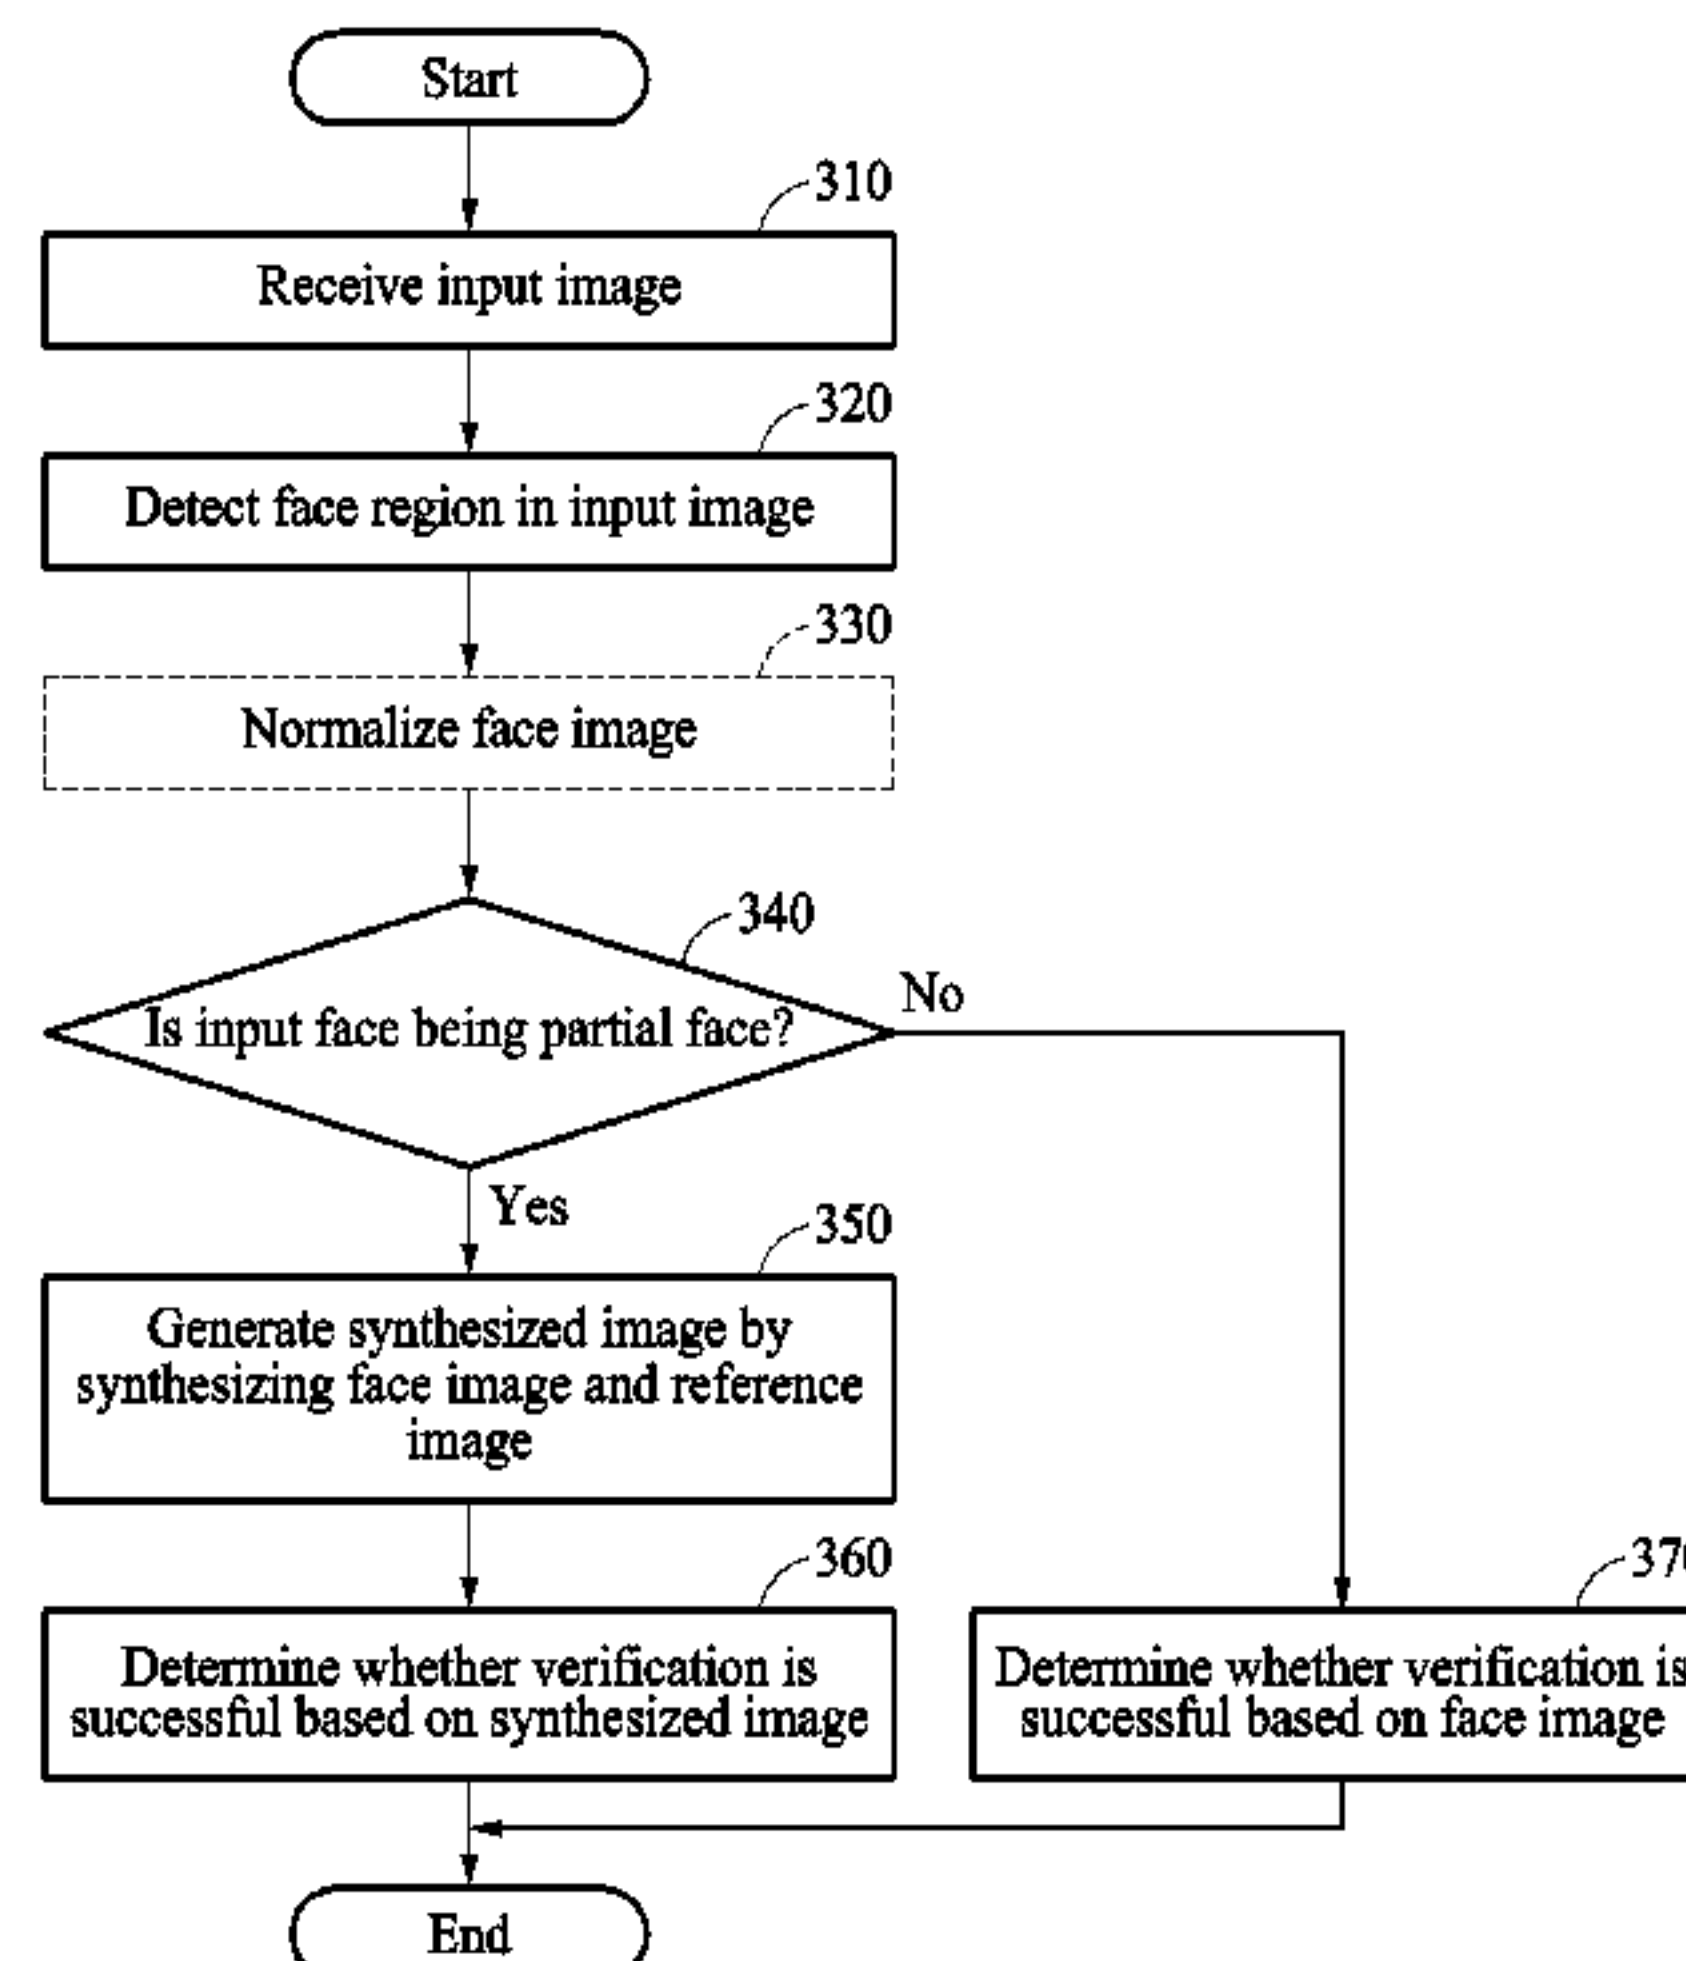 Start
310
Receive input image
320
Detect face region in input image
330
Normalize face image
340
Is input face being partial face?
No
Yes
350
Generate synthesized image by
synthesizing face image and reference
image
360
Determine whether verification is
successful based on synthesized image
370
Determine whether verification is
successful based on face image
End